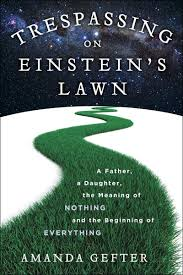 TRESPASSING
ON
EINSTEIN'S
LAWN
A Father,
a Daughter,
the Meaning of
NOTHING
and the Beginning of
EVERYTHING
AMANDA GEFTER